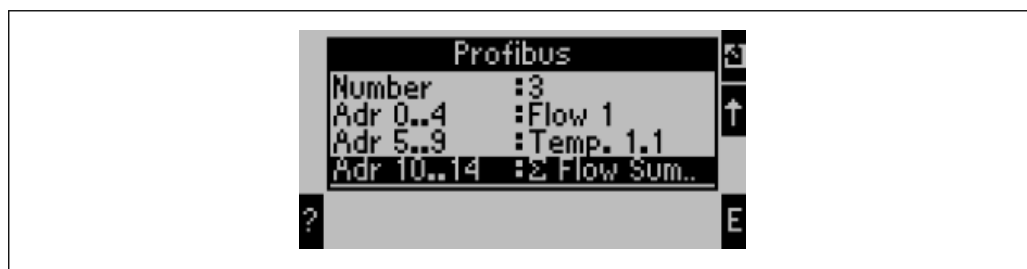 Profibus
Number :3
Adr 0..4 :Flow 1
Adr 5..9 :Temp. 1.1
Adr 10..14 :Σ Flow Sum..
?
E